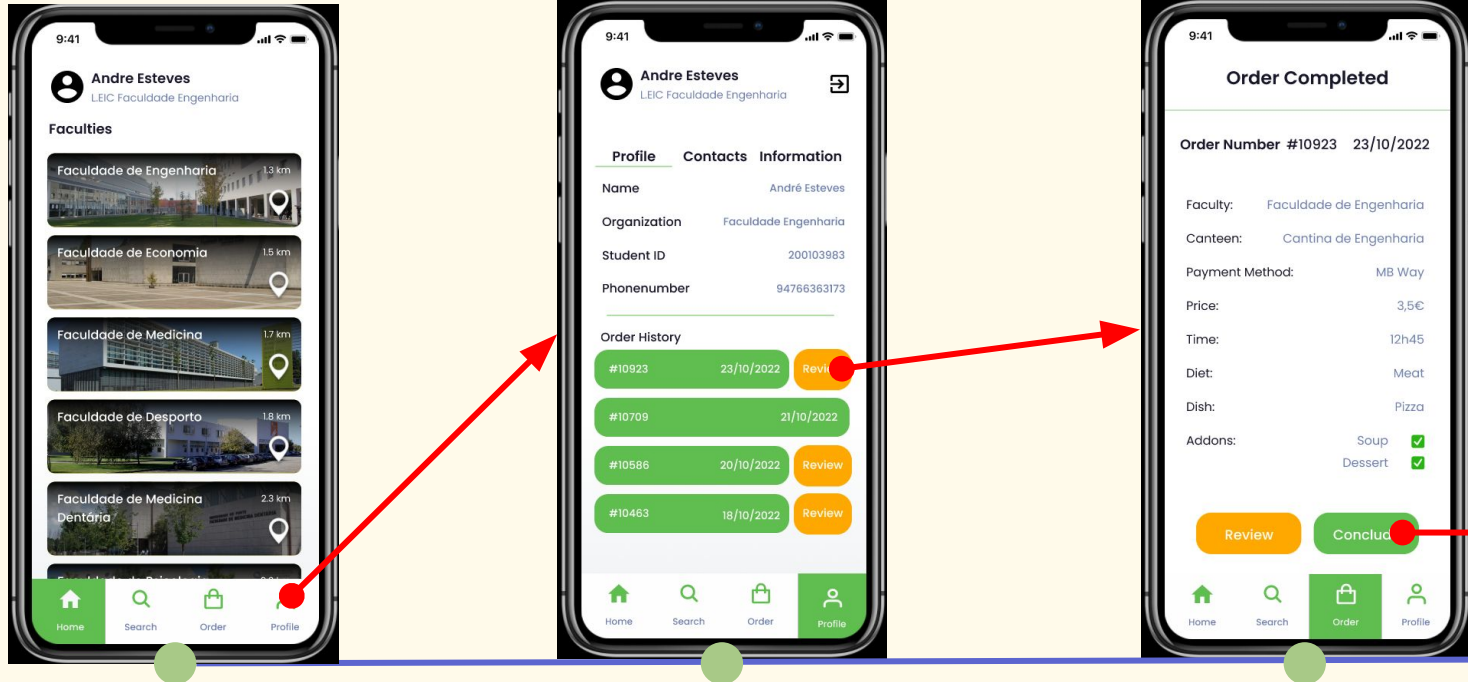 9:41
Andre Esteves
LEIC Faculdade Engenharia
Faculties
Faculdade de Engenharia 1.3 km
Faculdade de Economia 1.5 km
Faculdade de Medicina 1.7 km
Faculdade de Desporto 1.8 km
Faculdade de Medicina 2.3 km
Dentária
Home Search Order Profile
9:41
Andre Esteves
LEIC Faculdade Engenharia
Profile Contacts Information
Name André Esteves
Organization Faculdade Engenharia
Student ID 200103983
Phonenumber 94766363173
Order History
#10923 23/10/2022 Review
#10709 21/10/2022
#10586 20/10/2022 Review
#10463 18/10/2022 Review
Home Search Order Profile
9:41
Order Completed
Order Number #10923 23/10/2022
Faculty: Faculdade de Engenharia
Canteen: Cantina de Engenharia
Payment Method: MB Way
Price: 3,5€
Time: 12h45
Diet: Meat
Dish: Pizza
Addons: Soup
Dessert
Review Conclud
Home Search Order Profile